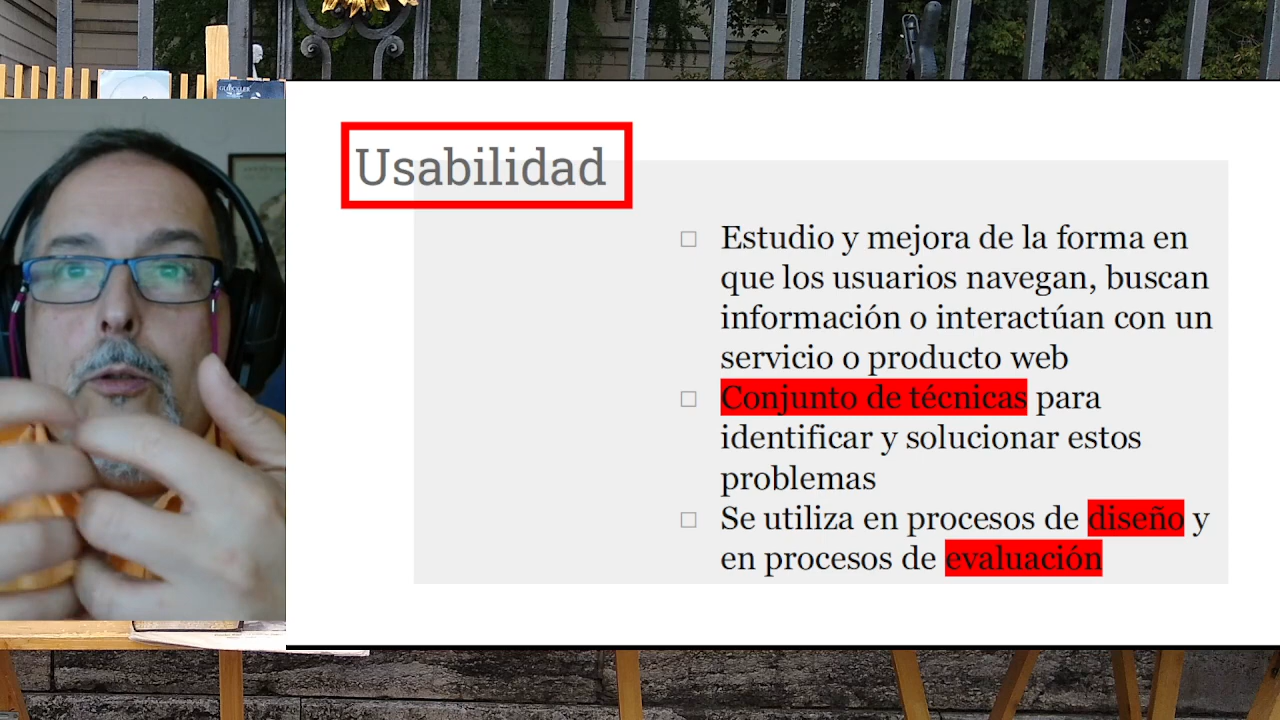 Usabilidad
Estudio y mejora de la forma en
que los usuarios navegan, buscan
información o interactúan con un
servicio o producto web
Conjunto de técnicas para
identificar y solucionar estos
problemas
Se utiliza en procesos de diseño y
en procesos de evaluación